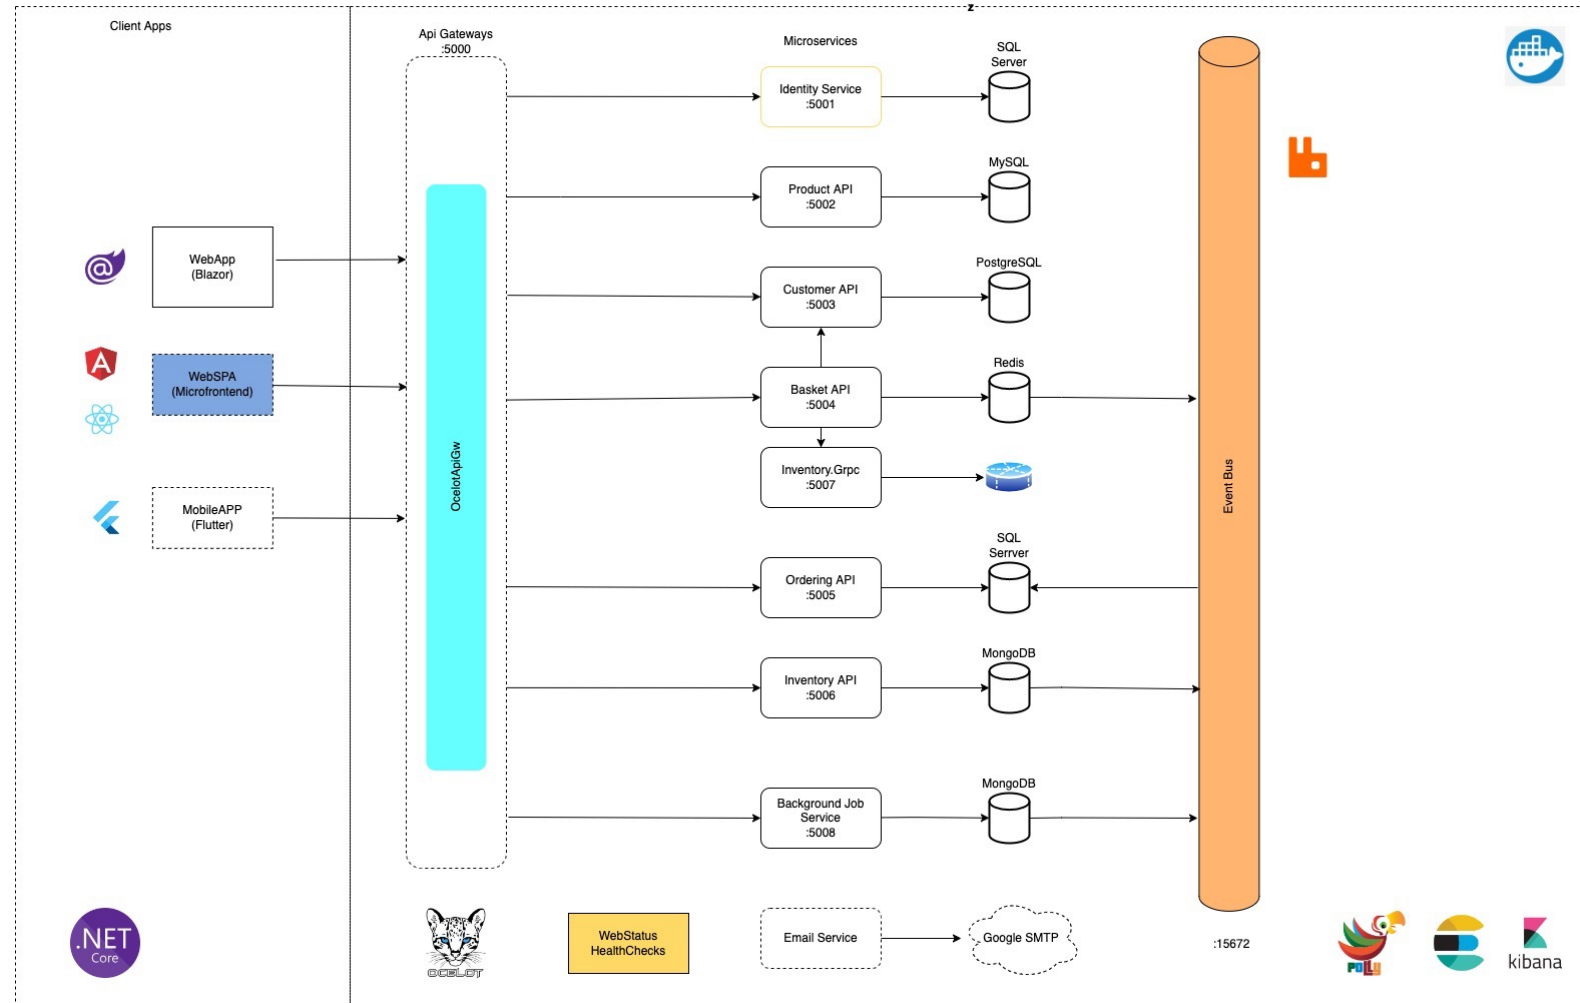 z
Client Apps
Api Gateways
:5000
Microservices
SQL
Server
Identity Service
:5001
MySQL
Product API
:5002
WebApp
(Blazor)
@
PostgreSQL
Customer API
:5003
A
WebSPA
(Microfrontend)
Redis
Basket API
:5004
OcelotApiGw
Event Bus
Inventory.Grpc
:5007
MobileAPP
(Flutter)
SQL
Serrver
Ordering API
:5005
MongoDB
Inventory API
:5006
MongoDB
Background Job
Service
:5008
.NET
Core
OCELOT
WebStatus
HealthChecks
Email Service
Google SMTP
:15672
POLLY
kibana